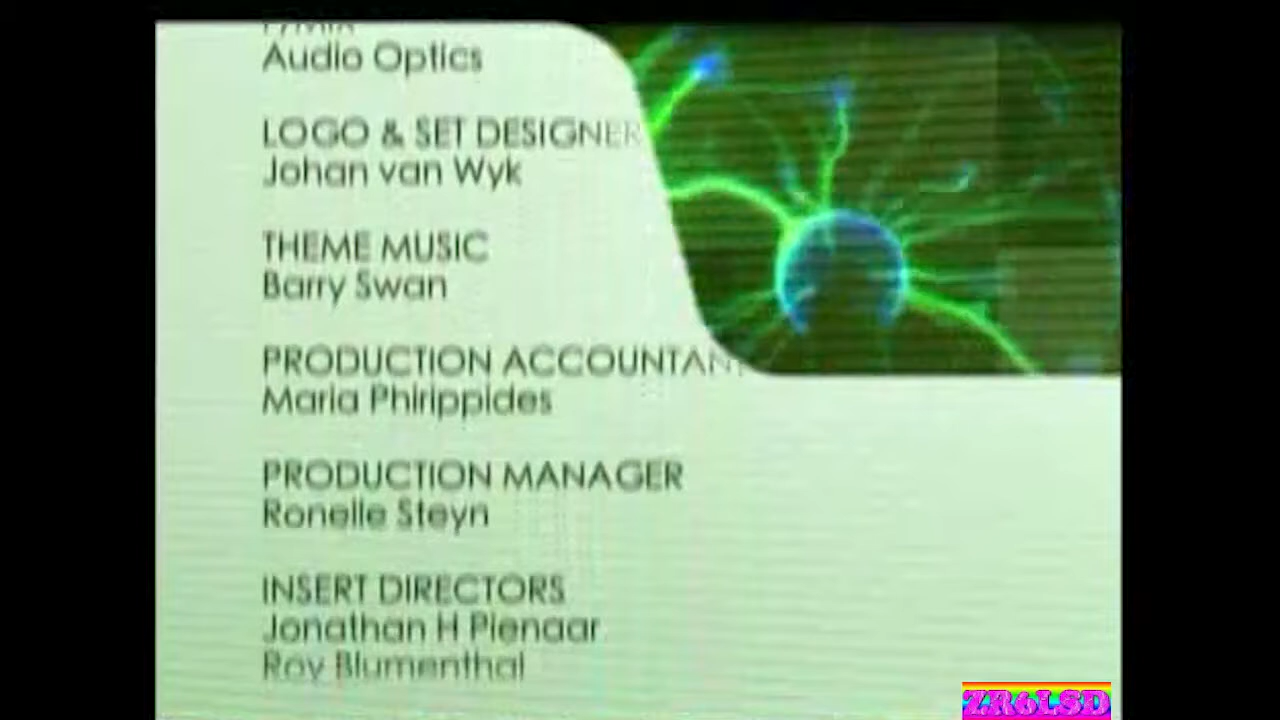 Audio Optics
LOGO & SET DESIGNER
Johan van Wyk
THEME MUSIC
Barry Swan
PRODUCTION ACCOUNTANT
Maria Phirippides
PRODUCTION MANAGER
Ronelle Steyn
INSERT DIRECTORS
Jonathan H Pienaar
Roy Blumenthal
ZR6LSD